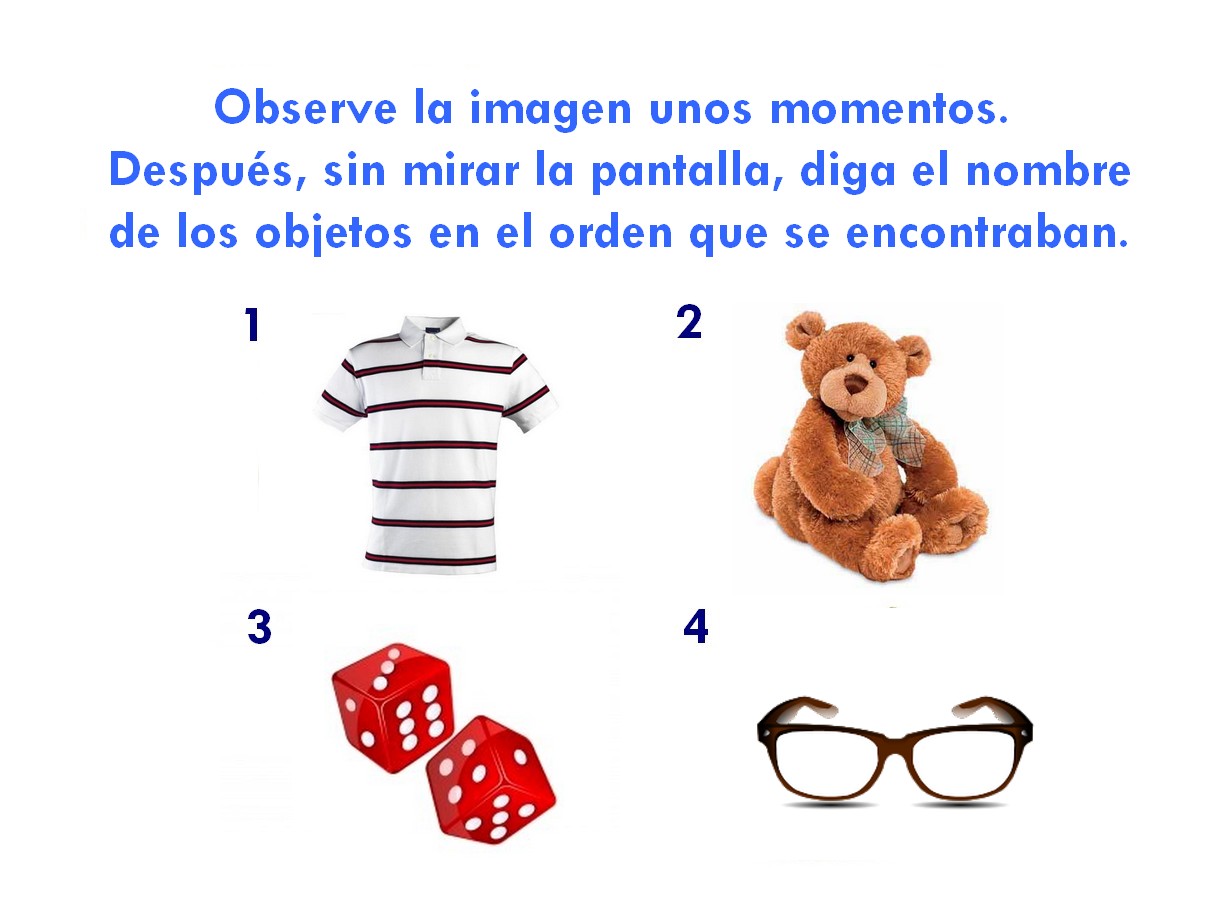 Observe la imagen unos momentos.
Después, sin mirar la pantalla, diga el nombre
de los objetos en el orden que se encontraban.
1
2
3
4